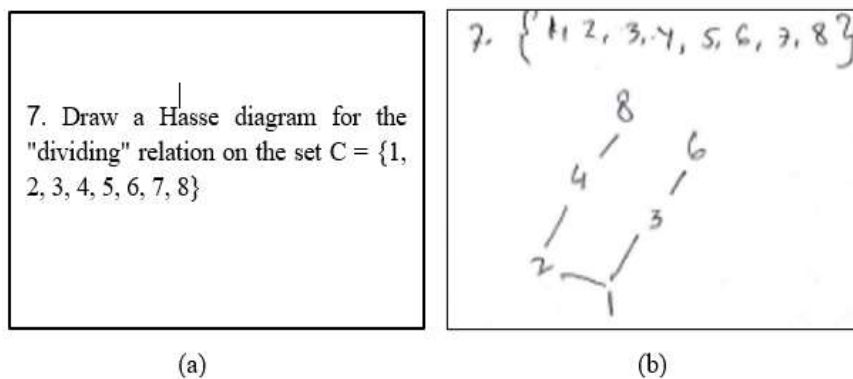 7. Draw a Hasse diagram for the
"dividing" relation on the set C = {1,
2, 3, 4, 5, 6, 7, 8}
(a)
7. {1, 2, 3, 4, 5, 6, 7, 8}
8
6
4
3
2
1
(b)